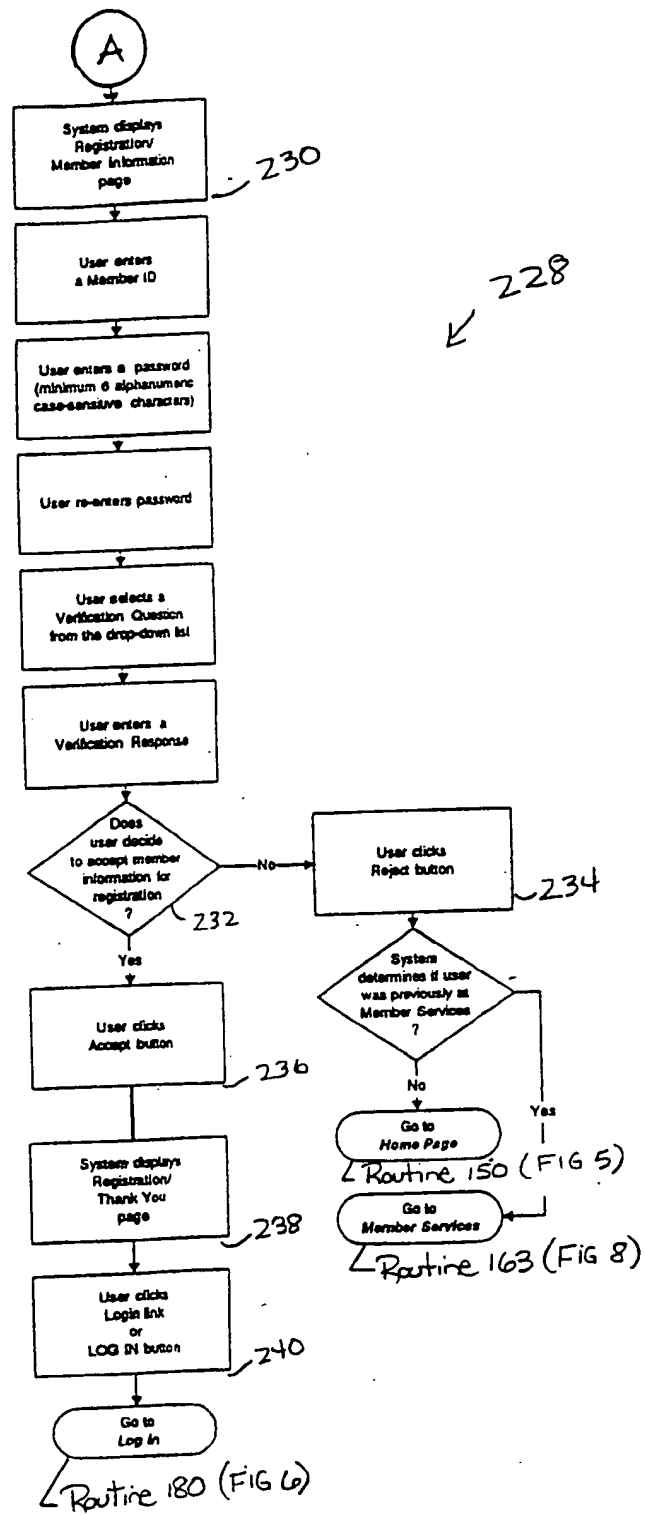 A
System displays
Registration/
Member Information
page
230
User enters
a Member ID
228
User enters a password
(minimum 6 alphanumeric
case-sensitive characters)
User re-enters password
User selects a
Verification Question
from the drop-down list
User enters a
Verification Response
Does
user decide
to accept member
information for
registration
?
232
No
User clicks
Reject button
234
Yes
System
determines if user
was previously at
Member Services
?
User clicks
Accept button
236
No
Yes
Go to
Home Page
Routine 150 (FIG 5)
System displays
Registration/
Thank You
page
238
Go to
Member Services
Routine 163 (FIG 8)
User clicks
Login link
or
LOG IN button
240
Go to
Log In
Routine 180 (FIG 6)